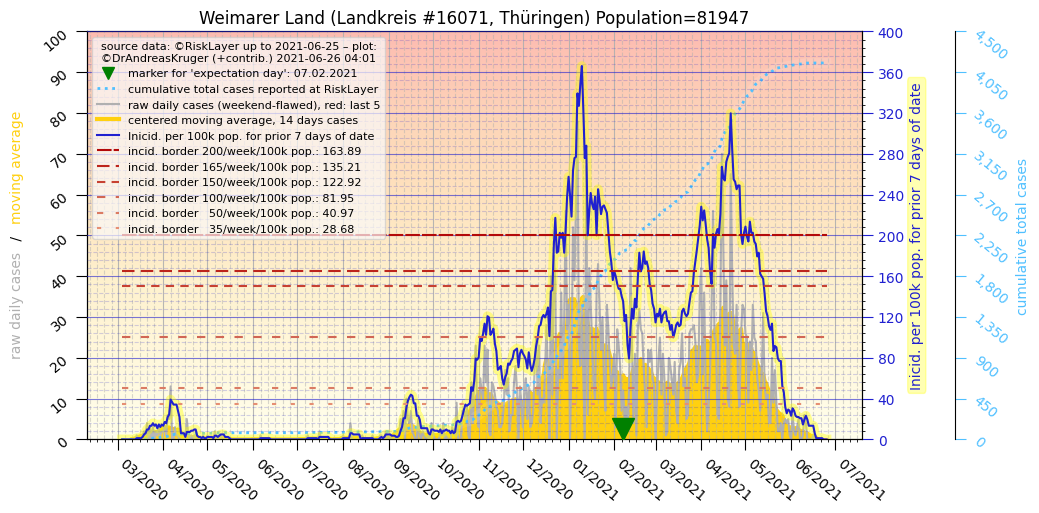 Weimarer Land (Landkreis #16071, Thüringen) Population=81947
source data: ©RiskLayer up to 2021-06-25 – plot:
©DrAndreasKruger (+contrib.) 2021-06-26 04:01
marker for 'expectation day': 07.02.2021
cumulative total cases reported at RiskLayer
raw daily cases (weekend-flawed), red: last 5
centered moving average, 14 days cases
Inicid. per 100k pop. for prior 7 days of date
incid. border 200/week/100k pop.: 163.89
incid. border 165/week/100k pop.: 135.21
incid. border 150/week/100k pop.: 122.92
incid. border 100/week/100k pop.: 81.95
incid. border   50/week/100k pop.: 40.97
incid. border   35/week/100k pop.: 28.68
raw daily cases / moving average
100
90
80
70
60
50
40
30
20
10
0
03/2020
04/2020
05/2020
06/2020
07/2020
08/2020
09/2020
10/2020
11/2020
12/2020
01/2021
02/2021
03/2021
04/2021
05/2021
06/2021
07/2021
400
360
320
280
240
200
160
120
80
40
0
Inicid. per 100k pop. for prior 7 days of date
4,500
4,050
3,600
3,150
2,700
2,250
1,800
1,350
900
450
0
cumulative total cases